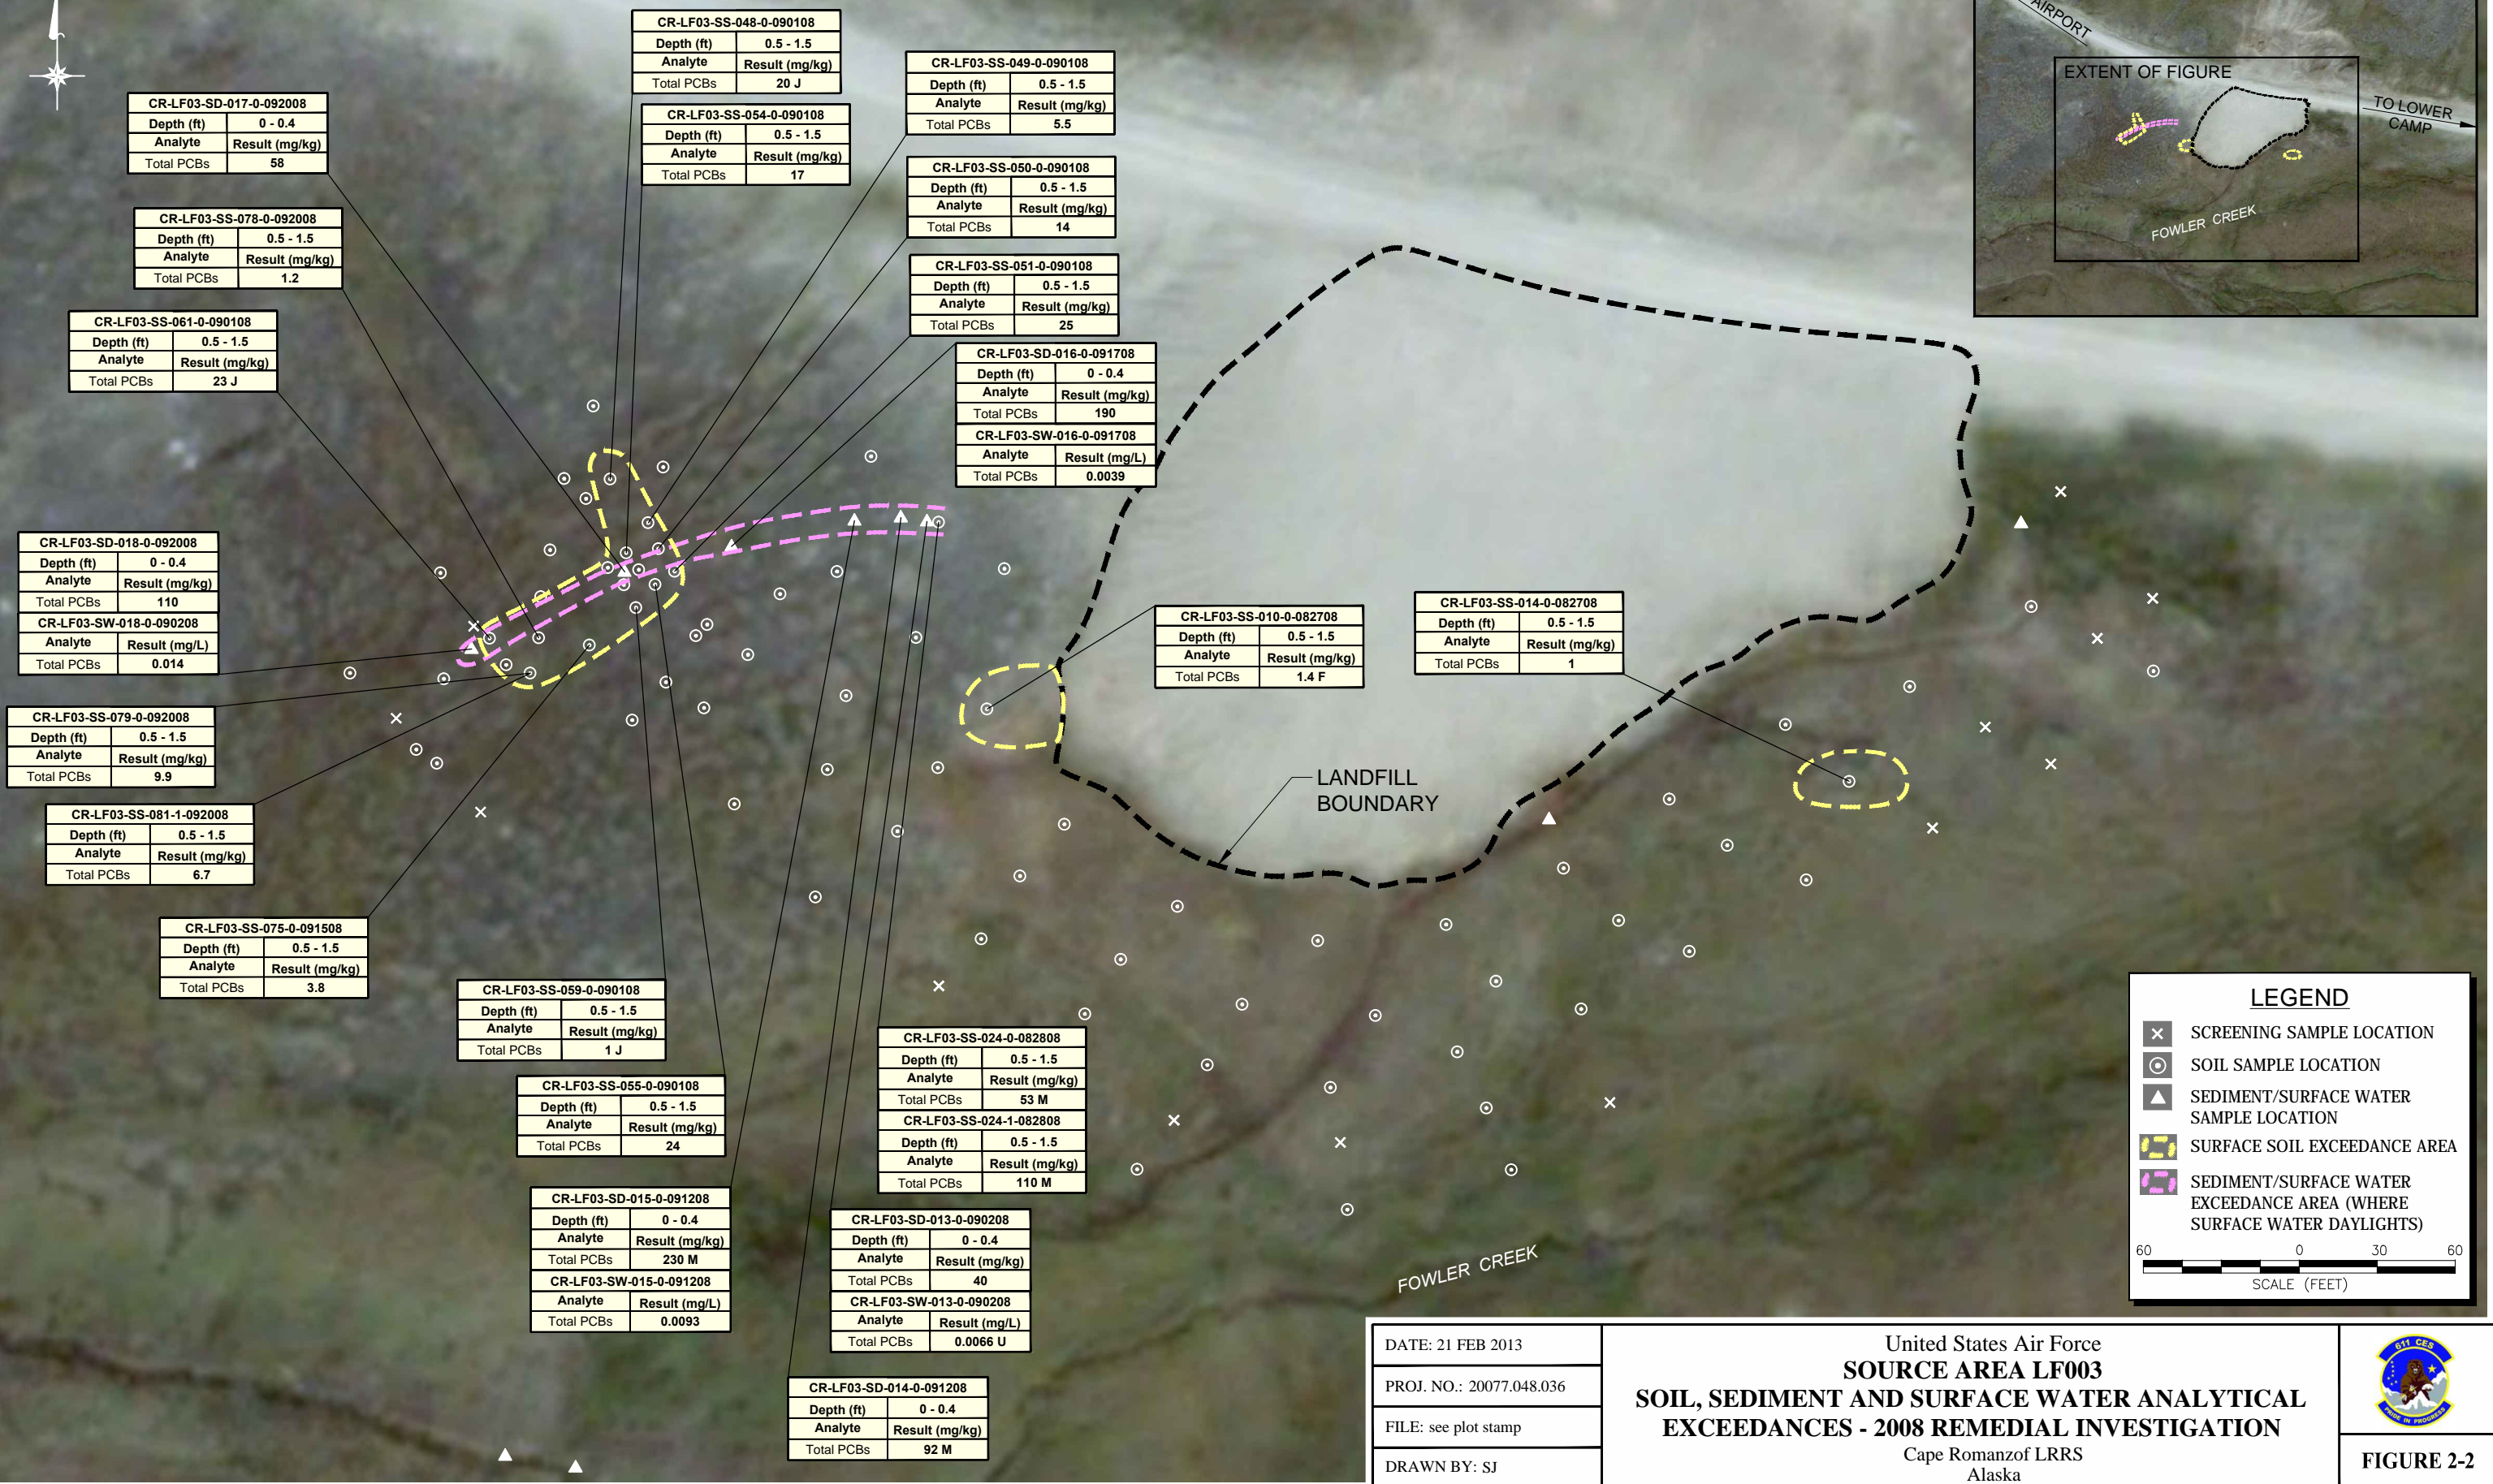 CR-LF03-SS-048-0-090108
Depth (ft) 0.5 - 1.5
Analyte Result (mg/kg)
Total PCBs 20 J
CR-LF03-SS-049-0-090108
Depth (ft) 0.5 - 1.5
Analyte Result (mg/kg)
Total PCBs 5.5
CR-LF03-SD-017-0-092008
Depth (ft) 0 - 0.4
Analyte Result (mg/kg)
Total PCBs 58
CR-LF03-SS-054-0-090108
Depth (ft) 0.5 - 1.5
Analyte Result (mg/kg)
Total PCBs 17
CR-LF03-SS-050-0-090108
Depth (ft) 0.5 - 1.5
Analyte Result (mg/kg)
Total PCBs 14
CR-LF03-SS-078-0-092008
Depth (ft) 0.5 - 1.5
Analyte Result (mg/kg)
Total PCBs 1.2
CR-LF03-SS-051-0-090108
Depth (ft) 0.5 - 1.5
Analyte Result (mg/kg)
Total PCBs 25
CR-LF03-SS-061-0-090108
Depth (ft) 0.5 - 1.5
Analyte Result (mg/kg)
Total PCBs 23 J
CR-LF03-SD-016-0-091708
Depth (ft) 0 - 0.4
Analyte Result (mg/kg)
Total PCBs 190
CR-LF03-SW-016-0-091708
Analyte Result (mg/L)
Total PCBs 0.0039
AIRPORT
EXTENT OF FIGURE
TO LOWER
CAMP
FOWLER CREEK
CR-LF03-SD-018-0-092008
Depth (ft) 0 - 0.4
Analyte Result (mg/kg)
Total PCBs 110
CR-LF03-SW-018-0-090208
Analyte Result (mg/L)
Total PCBs 0.014
CR-LF03-SS-010-0-082708
Depth (ft) 0.5 - 1.5
Analyte Result (mg/kg)
Total PCBs 1.4 F
CR-LF03-SS-014-0-082708
Depth (ft) 0.5 - 1.5
Analyte Result (mg/kg)
Total PCBs 1
CR-LF03-SS-079-0-092008
Depth (ft) 0.5 - 1.5
Analyte Result (mg/kg)
Total PCBs 9.9
LANDFILL
BOUNDARY
CR-LF03-SS-081-1-092008
Depth (ft) 0.5 - 1.5
Analyte Result (mg/kg)
Total PCBs 6.7
CR-LF03-SS-075-0-091508
Depth (ft) 0.5 - 1.5
Analyte Result (mg/kg)
Total PCBs 3.8
CR-LF03-SS-059-0-090108
Depth (ft) 0.5 - 1.5
Analyte Result (mg/kg)
Total PCBs 1 J
CR-LF03-SS-024-0-082808
Depth (ft) 0.5 - 1.5
Analyte Result (mg/kg)
Total PCBs 53 M
CR-LF03-SS-024-1-082808
Depth (ft) 0.5 - 1.5
Analyte Result (mg/kg)
Total PCBs 110 M
CR-LF03-SS-055-0-090108
Depth (ft) 0.5 - 1.5
Analyte Result (mg/kg)
Total PCBs 24
CR-LF03-SD-015-0-091208
Depth (ft) 0 - 0.4
Analyte Result (mg/kg)
Total PCBs 230 M
CR-LF03-SW-015-0-091208
Analyte Result (mg/L)
Total PCBs 0.0093
CR-LF03-SD-013-0-090208
Depth (ft) 0 - 0.4
Analyte Result (mg/kg)
Total PCBs 40
CR-LF03-SW-013-0-090208
Analyte Result (mg/L)
Total PCBs 0.0066 U
CR-LF03-SD-014-0-091208
Depth (ft) 0 - 0.4
Analyte Result (mg/kg)
Total PCBs 92 M
FOWLER CREEK
LEGEND
SCREENING SAMPLE LOCATION
SOIL SAMPLE LOCATION
SEDIMENT/SURFACE WATER
SAMPLE LOCATION
SURFACE SOIL EXCEEDANCE AREA
SEDIMENT/SURFACE WATER
EXCEEDANCE AREA (WHERE
SURFACE WATER DAYLIGHTS)
60 0 30 60
SCALE (FEET)
DATE: 21 FEB 2013
PROJ. NO.: 20077.048.036
FILE: see plot stamp
DRAWN BY: SJ
United States Air Force
SOURCE AREA LF003
SOIL, SEDIMENT AND SURFACE WATER ANALYTICAL
EXCEEDANCES - 2008 REMEDIAL INVESTIGATION
Cape Romanzof LRRS
Alaska
611 CES
PRIDE IN PROGRESS
FIGURE 2-2